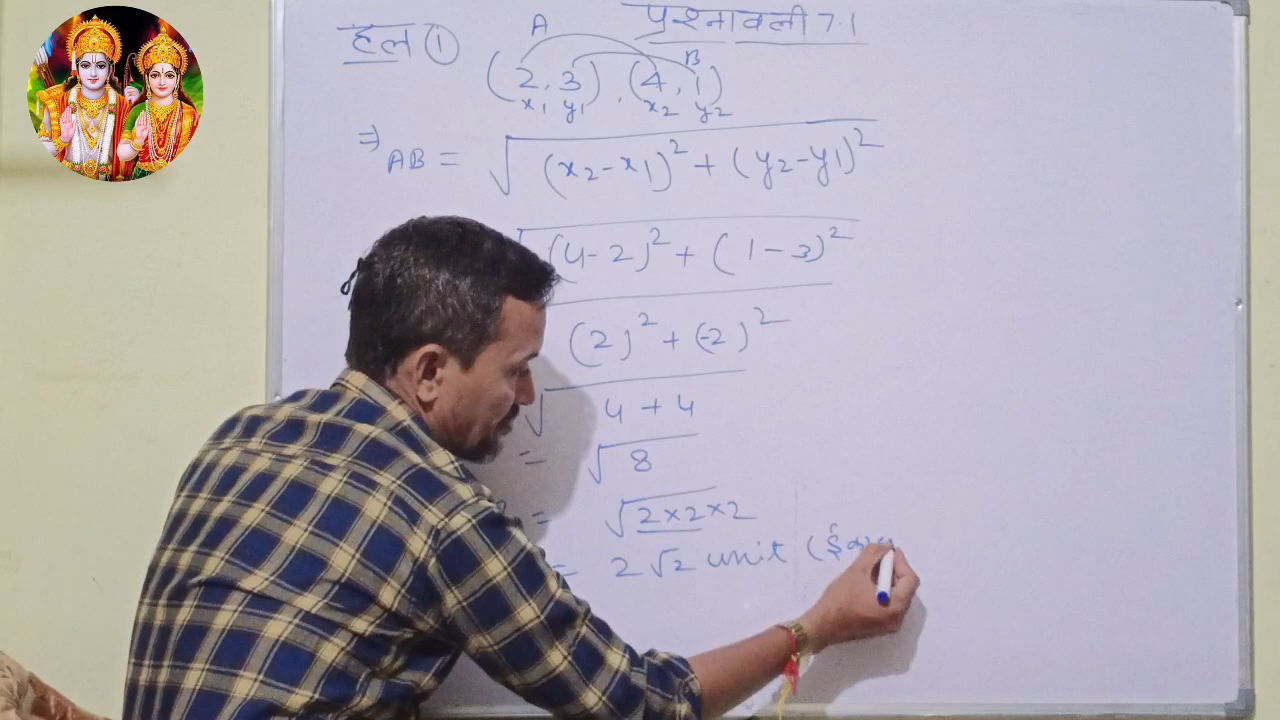 प्रश्नावली 7.1
हल ①
A B
(2, 3), (4, 1)
x1 y1 x2 y2
⇒ AB = √(x2-x1)² + (y2-y1)²
√(4-2)² + (1-3)²
(2)² + (-2)²
√4+4
= √8
= √2×2×2
= 2√2 unit (